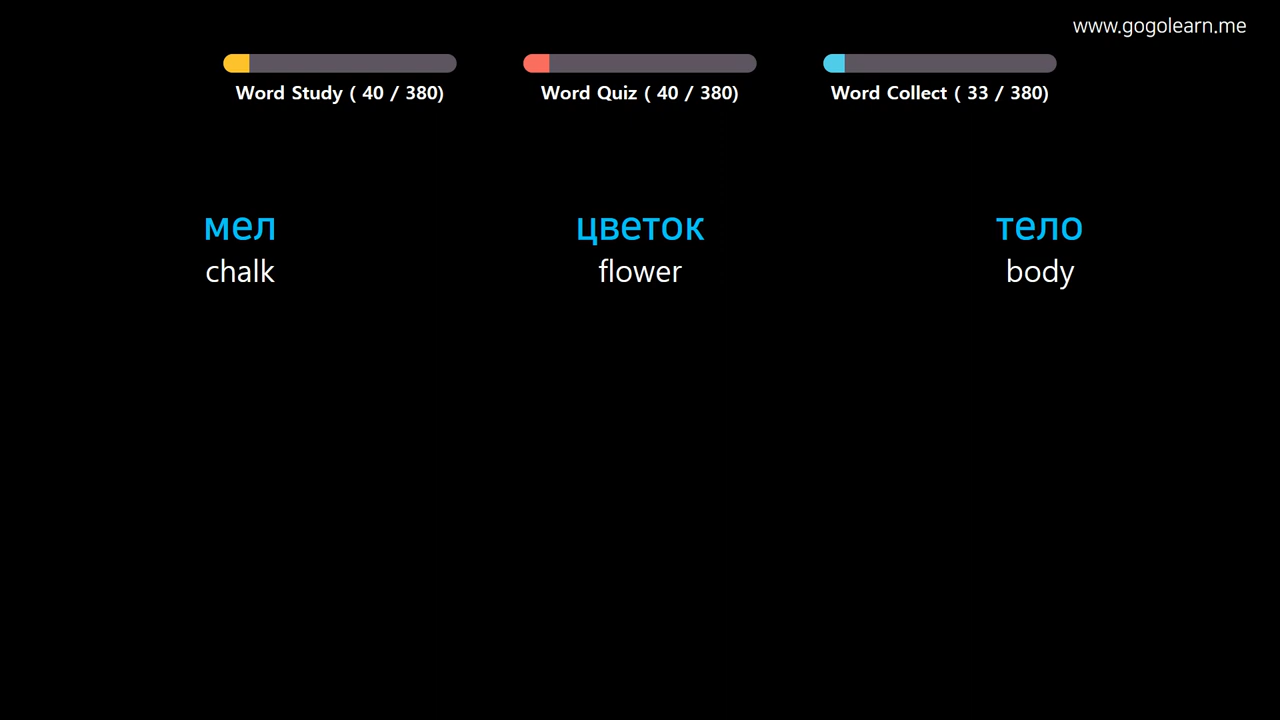 www.gogolearn.me
Word Study ( 40 / 380)
Word Quiz ( 40 / 380)
Word Collect ( 33 / 380)
мел
chalk
цветок
flower
тело
body